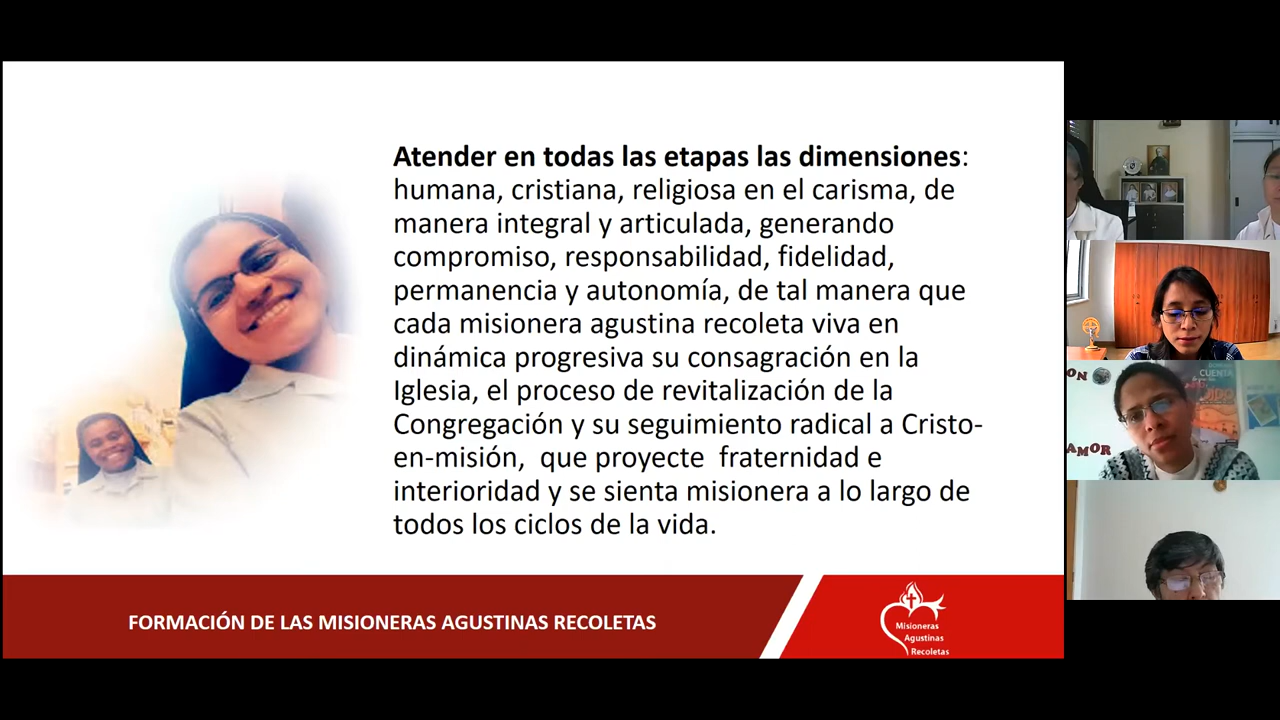 Atender en todas las etapas las dimensiones:
humana, cristiana, religiosa en el carisma, de
manera integral y articulada, generando
compromiso, responsabilidad, fidelidad,
permanencia y autonomía, de tal manera que
cada misionera agustina recoleta viva en
dinámica progresiva su consagración en la
Iglesia, el proceso de revitalización de la
Congregación y su seguimiento radical a Cristo-
en-misión,  que proyecte  fraternidad e
interioridad y se sienta misionera a lo largo de
todos los ciclos de la vida.
FORMACIÓN DE LAS MISIONERAS AGUSTINAS RECOLETAS
Misioneras
Agustinas
Recoletas
ON
AMOR
CUENTA